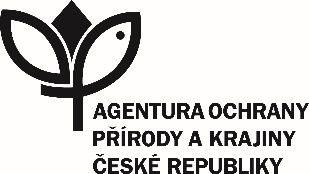 AGENTURA OCHRANY
PŘÍRODY A KRAJINY
ČESKÉ REPUBLIKY